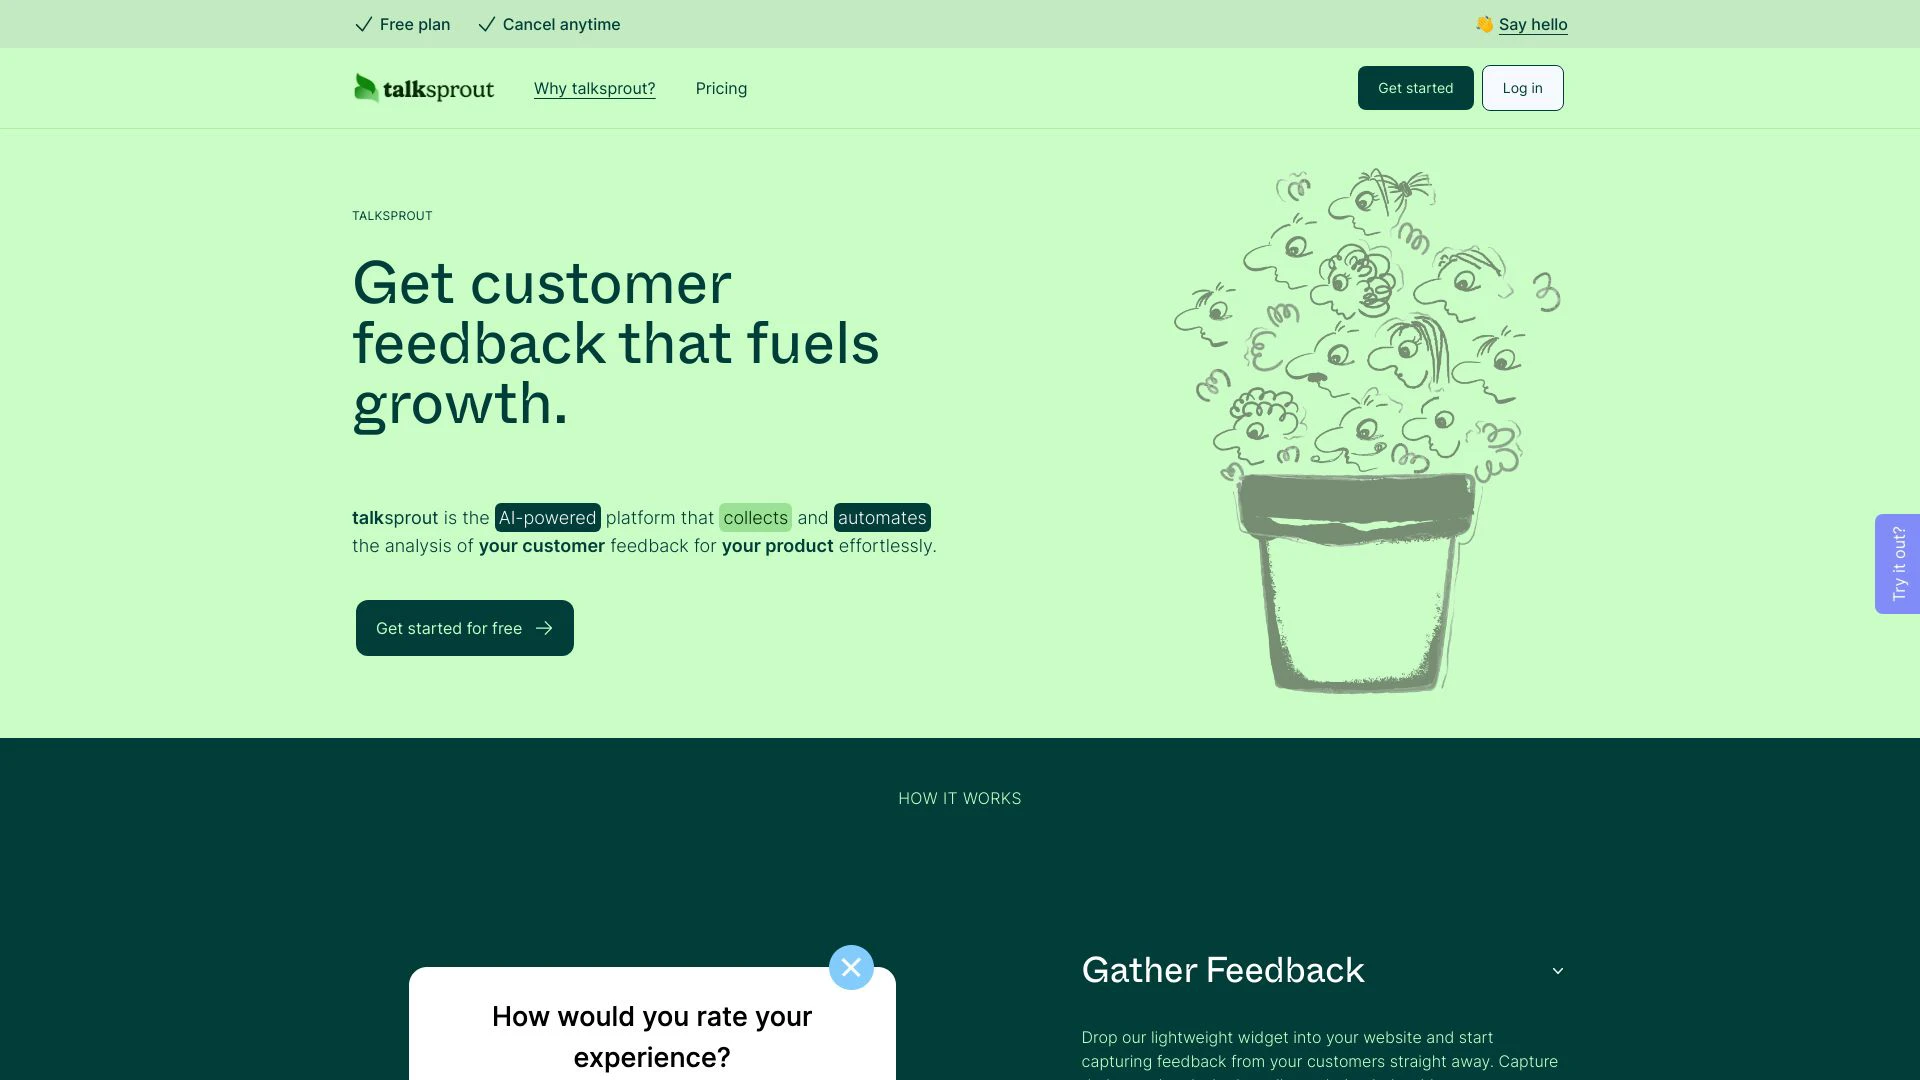 Free plan
Cancel anytime
👋 Say hello
talksprout
Why talksprout?
Pricing
Get started
Log in
TALKSPROUT
Get customer
feedback that fuels
growth.
talksprout is the AI-powered platform that collects and automates
the analysis of your customer feedback for your product effortlessly.
Get started for free
Try it out?
HOW IT WORKS
How would you rate your
experience?
Gather Feedback
Drop our lightweight widget into your website and start
capturing feedback from your customers straight away. Capture